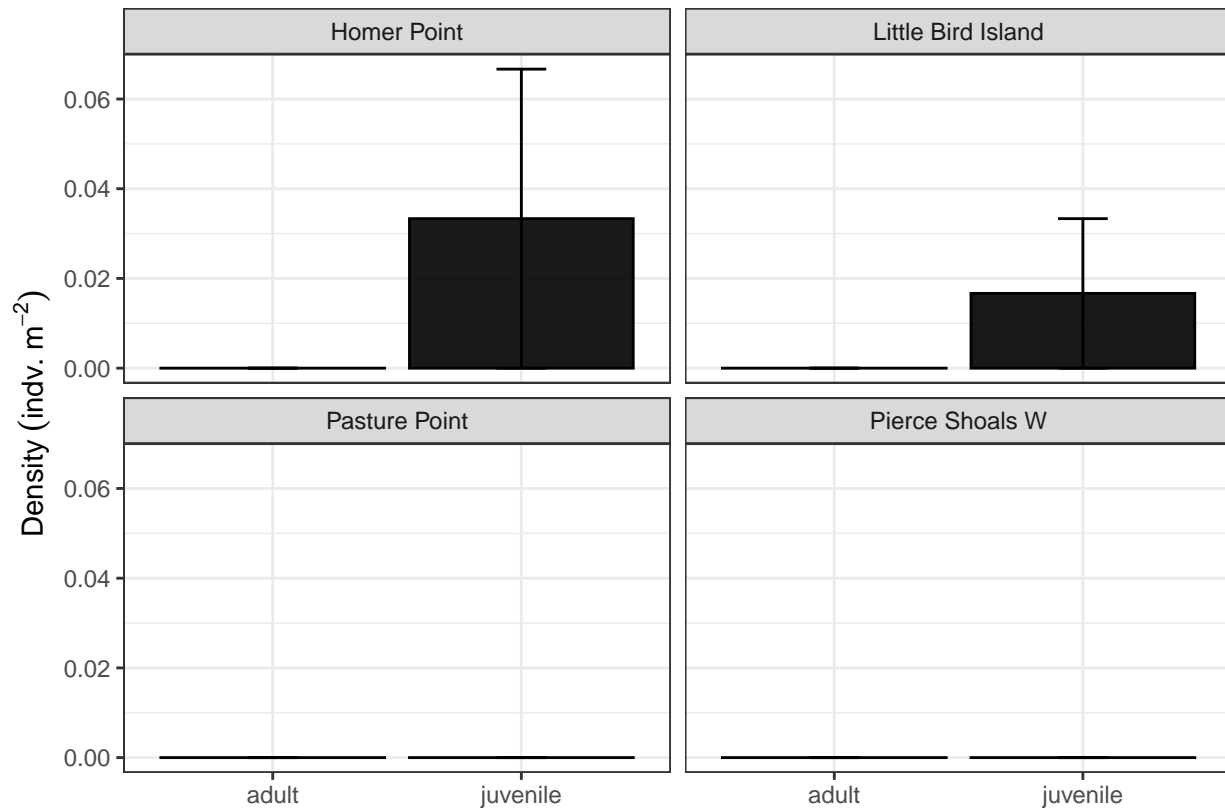 Homer Point
Little Bird Island
0.06
0.04
0.02
0.00
Pasture Point
Pierce Shoals W
0.06
0.04
0.02
0.00
Density (indv. m⁻²)
adult
juvenile
adult
juvenile